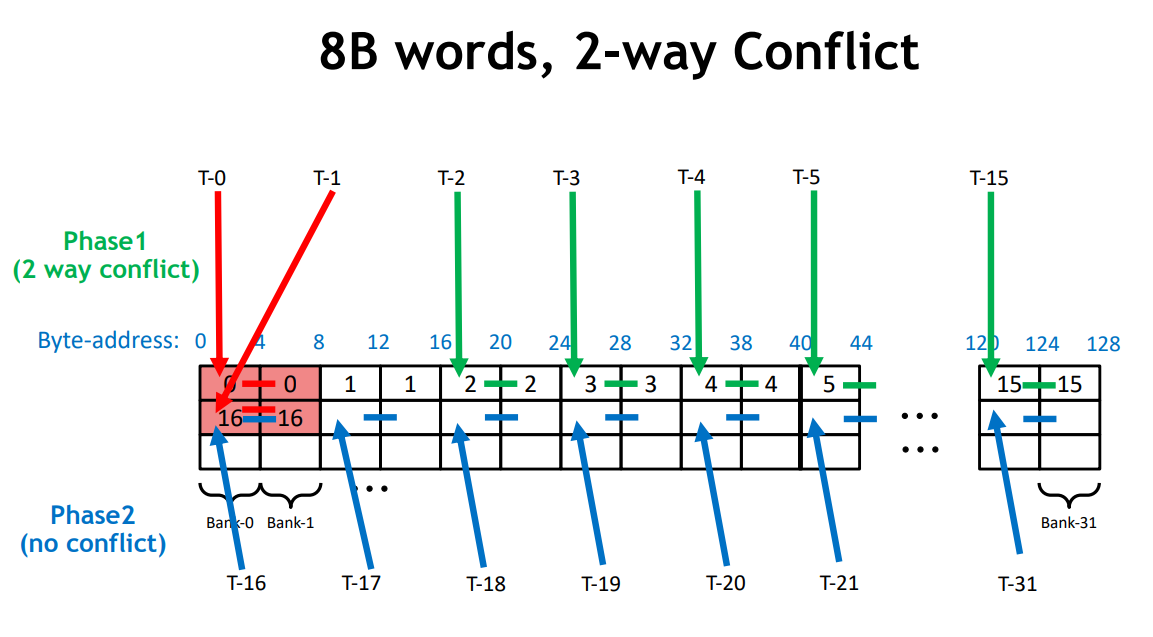 8B words, 2-way Conflict
T-0 T-1 T-2 T-3 T-4 T-5 T-15
Phase1
(2 way conflict)
Byte-address: 0 4 8 12 16 20 24 28 32 38 40 44 120 124 128
0 0 1 1 2 2 3 3 4 4 5 15 15
16 16 •••
•••
•••
Phase2
(no conflict)
Bank-0 Bank-1 Bank-31
T-16 T-17 T-18 T-19 T-20 T-21 T-31